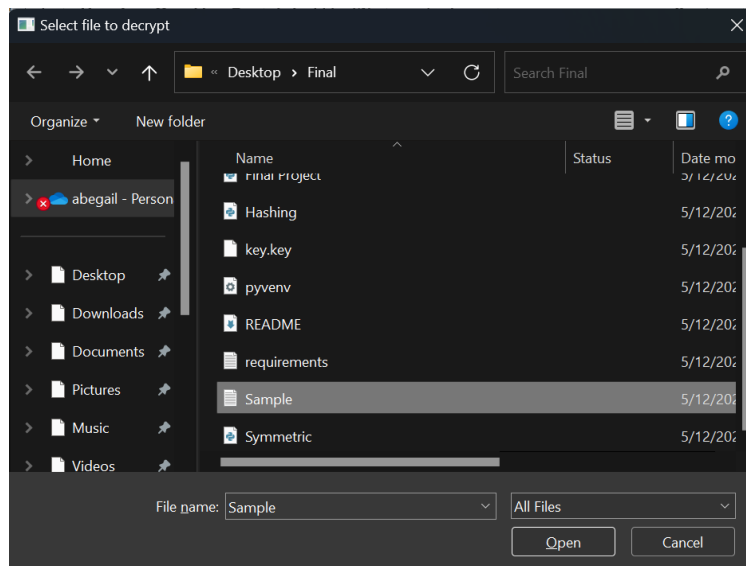 Select file to decrypt
« Desktop › Final
Search Final
Organize
New folder
Name
Status
Date mo
Home
abegail - Person
Desktop
Downloads
Documents
Pictures
Music
Videos
Final Project
5/12/202
Hashing
5/12/202
key.key
5/12/202
pyvenv
5/12/202
README
5/12/202
requirements
5/12/202
Sample
5/12/202
Symmetric
5/12/202
File name: Sample
All Files
Open
Cancel